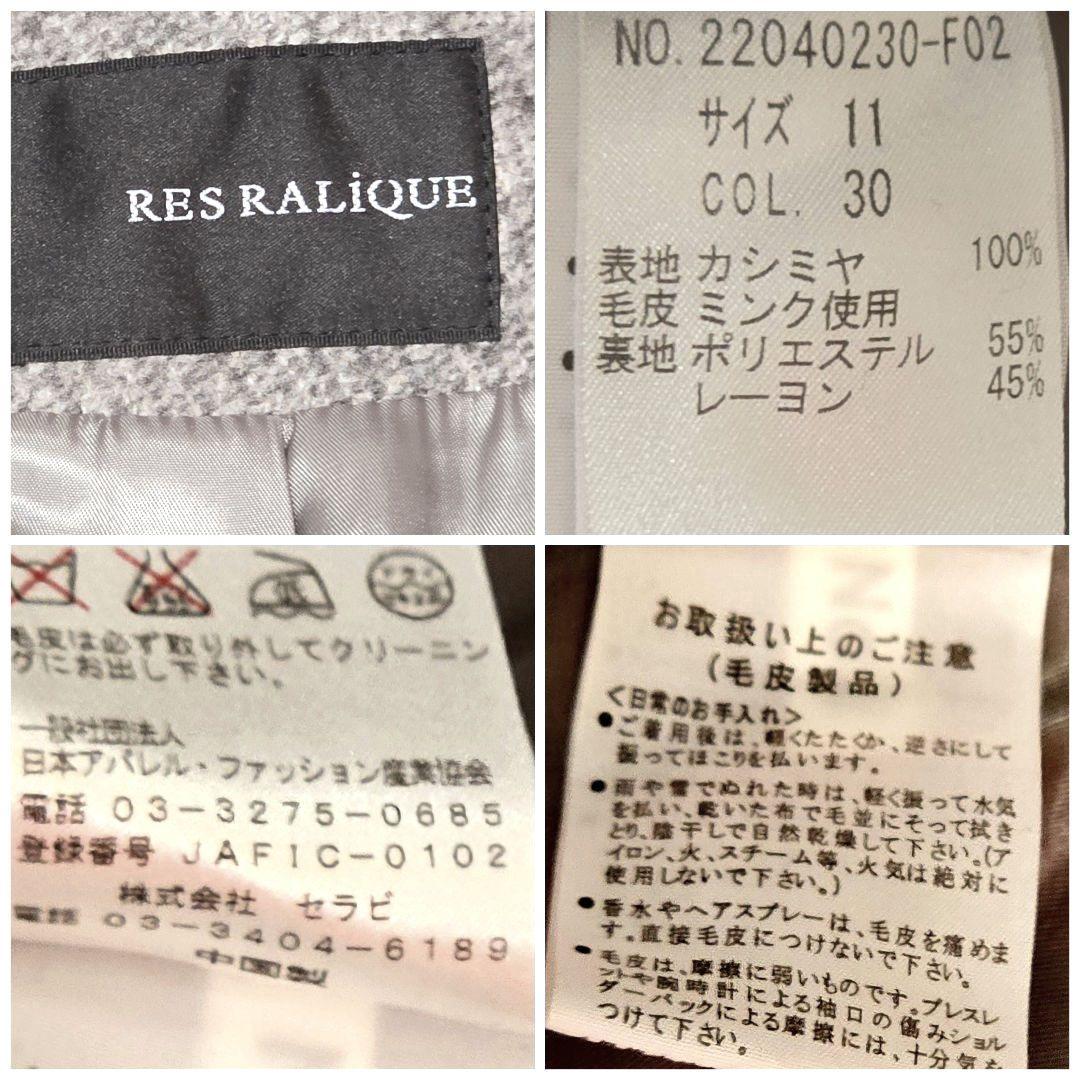 RES RALiQUE
NO. 22040230-F02
サイズ 11
COL. 30
表地 カシミヤ 100%
毛皮 ミンク使用
裏地 ポリエステル 55%
レーヨン 45%
毛皮は必ず取り外してクリーニン
グにお出し下さい。
一般社団法人
日本アパレル・ファッション産業協会
電話 03-3275-0685
登録番号 JAFIC-0102
株式会社 セラビ
電話 03-3404-6189
中国製
お取扱い上のご注意
(毛皮製品)
<日常のお手入れ>
●ご着用後は、軽くたたくか、逆さにして
振ってほこりを払います。
●雨や雪でぬれた時は、軽く振って水気
を払い、乾いた布で毛並にそって拭き
とり、陰干しで自然乾燥して下さい。(ア
イロン、火、スチーム等、火気は絶対に
使用しないで下さい。)
●香水やヘアスプレーは、毛皮を痛めま
す。直接毛皮につけないで下さい。
●毛皮は、摩擦に弱いものです。ブレスレ
ットや腕時計による袖口の傷みショル
ダーバックによる摩擦には、十分気を
つけて下さい。